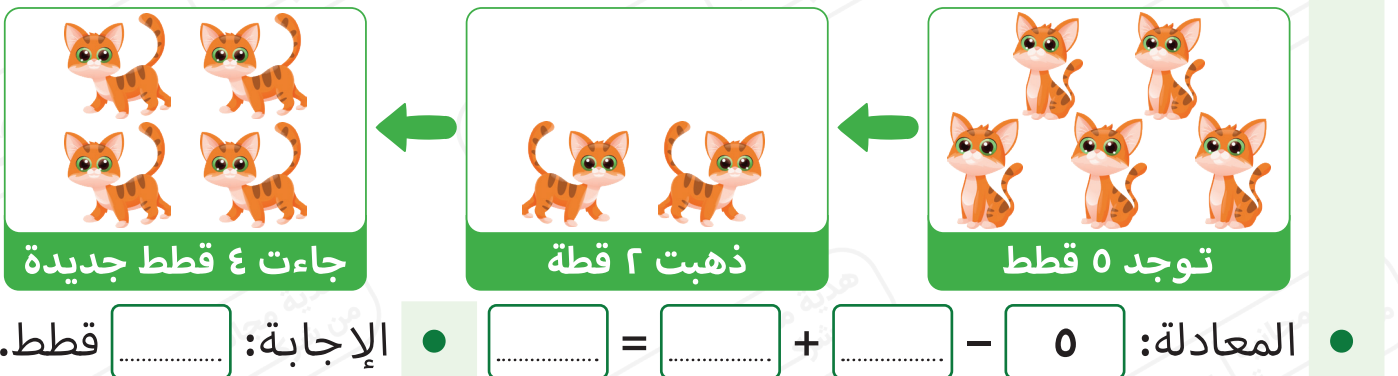 توجد ٥ قطط
ذهبت ٢ قطة
جاءت ٤ قطط جديدة
• المعادلة: ٥ − .................... + .................... = ....................
• الإجابة: .................... قطط.